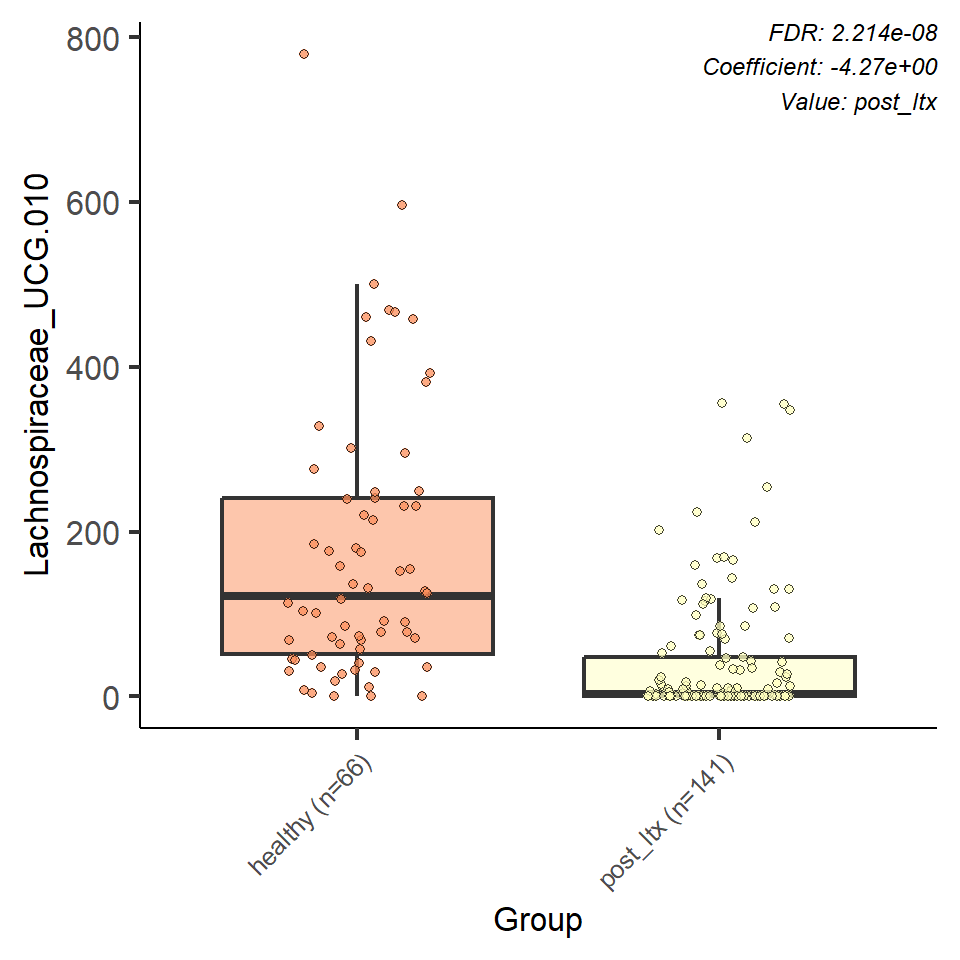 FDR: 2.214e-08
Coefficient: -4.27e+00
Value: post_ltx
Lachnospiraceae_UCG.010
800
600
400
200
0
healthy (n=66)
post_ltx (n=141)
Group